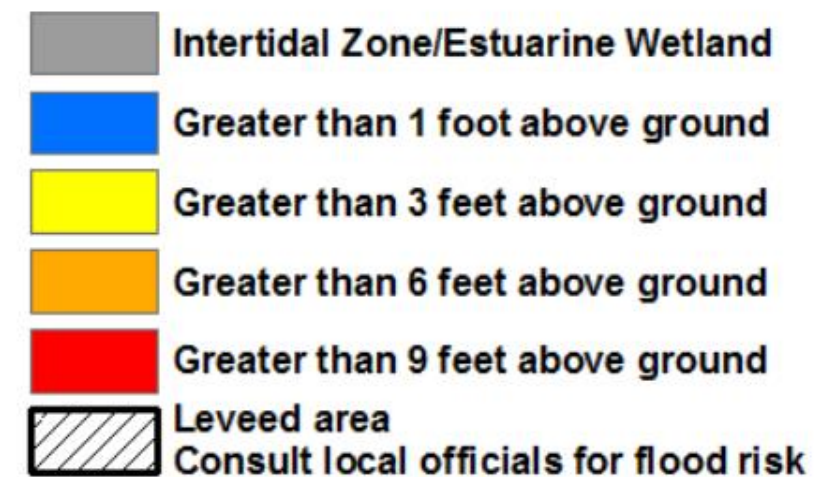 Intertidal Zone/Estuarine Wetland
Greater than 1 foot above ground
Greater than 3 feet above ground
Greater than 6 feet above ground
Greater than 9 feet above ground
Leveed area
Consult local officials for flood risk